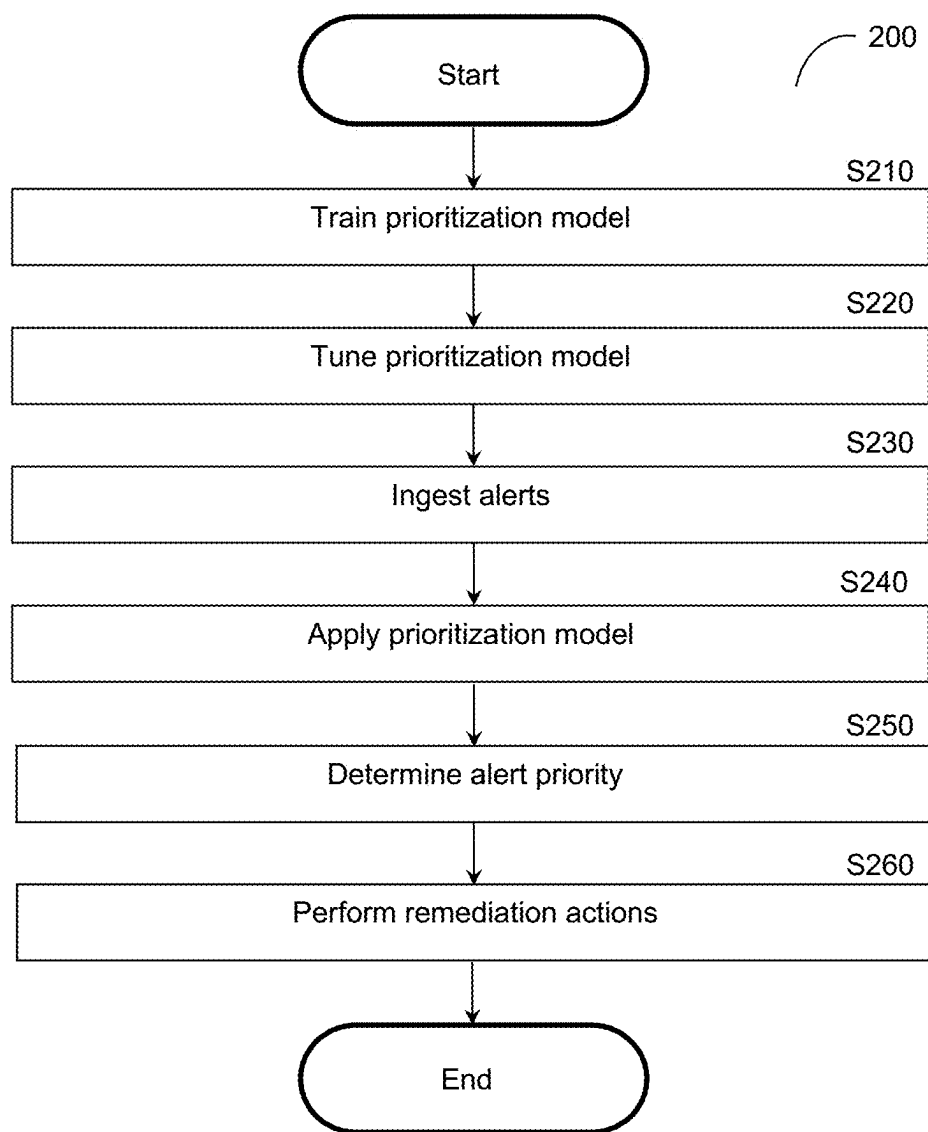 200
Start
S210
Train prioritization model
S220
Tune prioritization model
S230
Ingest alerts
S240
Apply prioritization model
S250
Determine alert priority
S260
Perform remediation actions
End